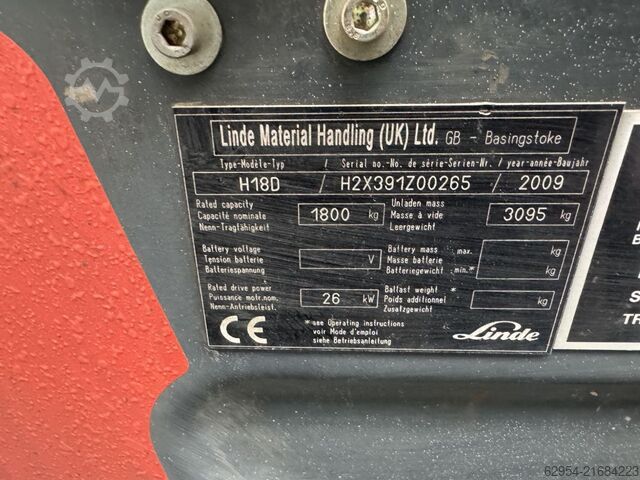 Linde Material Handling (UK) Ltd. GB - Basingstoke
Type-Modèle-Typ / Serial no.-No. de série-Serien-Nr. / year-année-Baujahr
H18D / H2X391Z00265 / 2009
Rated capacity
Capacité nominale 1800 kg
Nenn-Tragfähigkeit
Unladen mass
Masse à vide 3095 kg
Leergewicht
Battery voltage
Tension batterie V
Batteriespannung
Battery mass max. kg
Masse batterie
Batteriegewicht min.* kg
Rated drive power
Puissance motr.nom. 26 kW
Nenn-Antriebsleist.
Ballast weight *
Poids additionnel kg
Zusatzgewicht
CE
* see Operating instructions
voir Mode d'emploi
siehe Betriebsanleitung
Linde
B
S
TR
62954-21684223